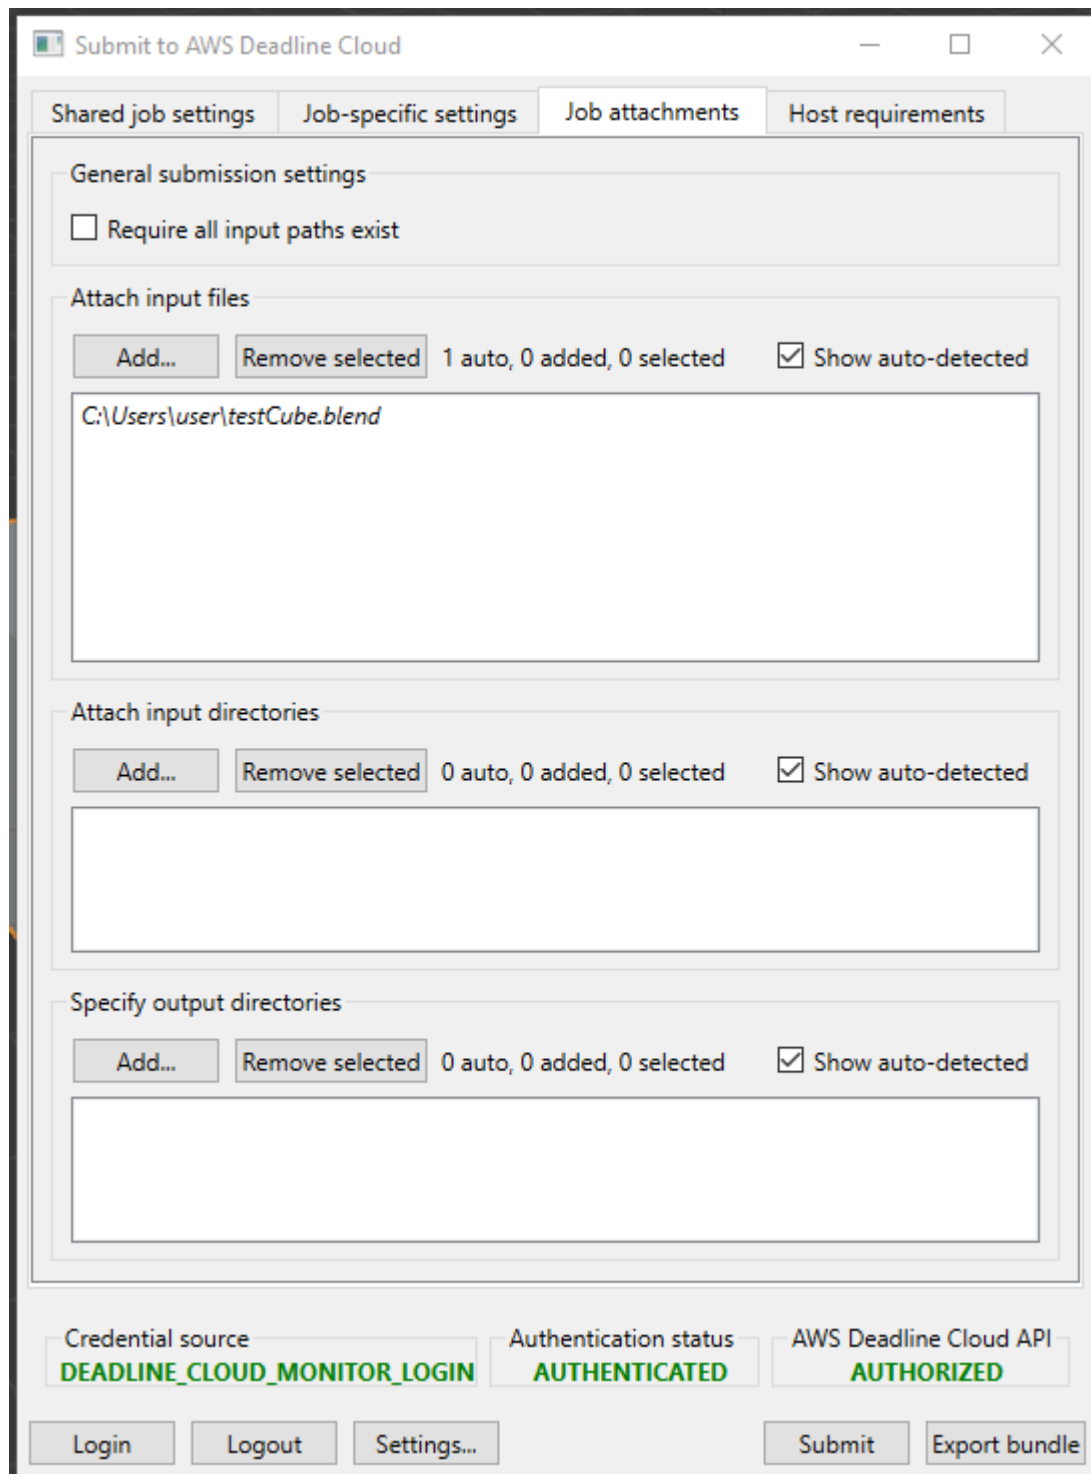 Submit to AWS Deadline Cloud
Shared job settings Job-specific settings Job attachments Host requirements
General submission settings
Require all input paths exist
Attach input files
Add... Remove selected 1 auto, 0 added, 0 selected Show auto-detected
C:\Users\user\testCube.blend
Attach input directories
Add... Remove selected 0 auto, 0 added, 0 selected Show auto-detected
Specify output directories
Add... Remove selected 0 auto, 0 added, 0 selected Show auto-detected
Credential source Authentication status AWS Deadline Cloud API
DEADLINE_CLOUD_MONITOR_LOGIN AUTHENTICATED AUTHORIZED
Login Logout Settings... Submit Export bundle